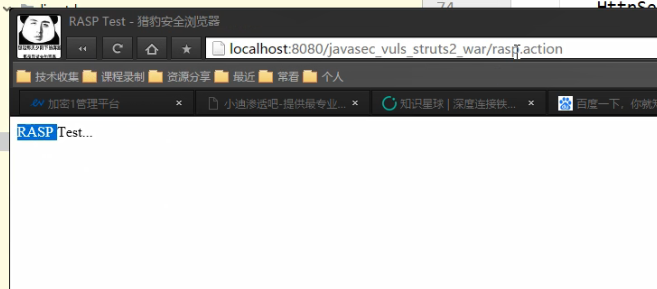 74
HttpSe
RASP Test - 猎豹安全浏览器
localhost:8080/javasec_vuls_struts2_war/rasp.action
技术收集 课程录制 资源分享 最近 常看 个人
加密1管理平台 × 小迪渗透吧-提供最专业... × 知识星球 | 深度连接铁... × 百度一下，你就知
RASP Test...